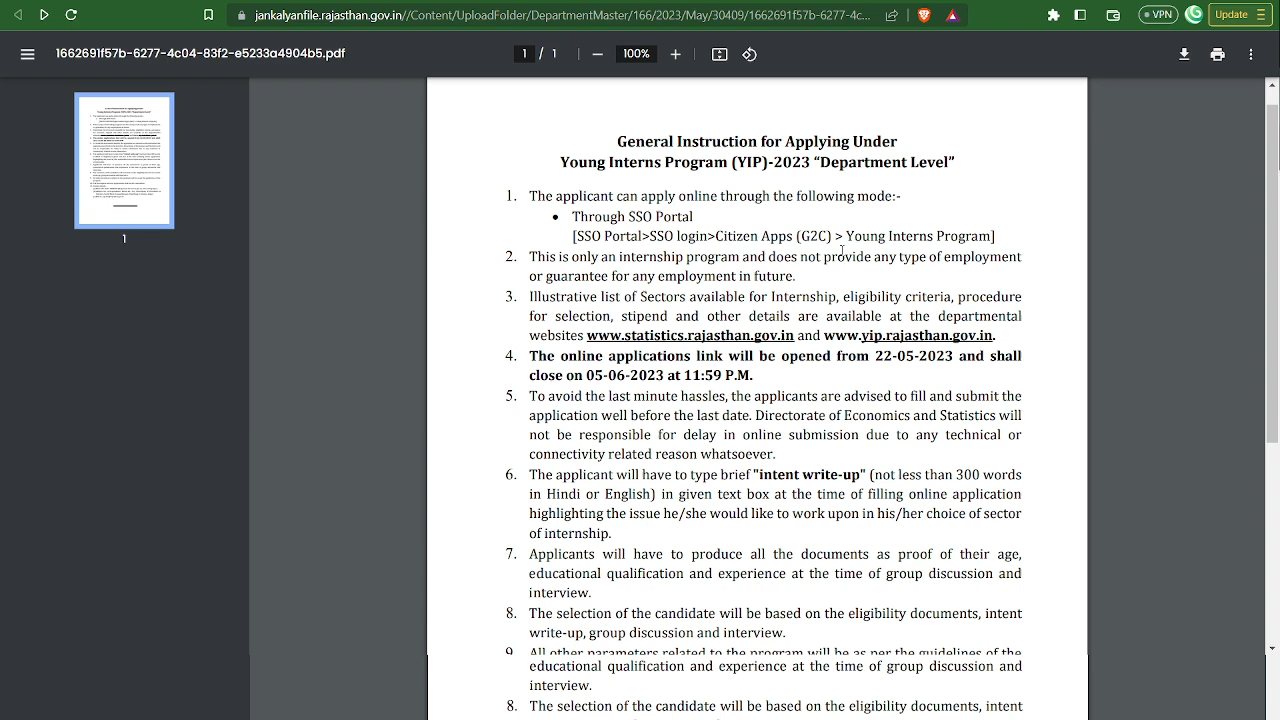 jankalyanfile.rajasthan.gov.in//Content/UploadFolder/DepartmentMaster/166/2023/May/30409/1662691f57b-6277-4c...
VPN
Update
1662691f57b-6277-4c04-83f2-e5233a4904b5.pdf
1 / 1
100%
General Instruction for Applying Under
Young Interns Program (YIP)-2023 “Department Level”
1. The applicant can apply online through the following mode:-
• Through SSO Portal
[SSO Portal>SSO login>Citizen Apps (G2C) > Young Interns Program]
2. This is only an internship program and does not provide any type of employment
or guarantee for any employment in future.
3. Illustrative list of Sectors available for Internship, eligibility criteria, procedure
for selection, stipend and other details are available at the departmental
websites www.statistics.rajasthan.gov.in and www.yip.rajasthan.gov.in.
4. The online applications link will be opened from 22-05-2023 and shall
close on 05-06-2023 at 11:59 P.M.
5. To avoid the last minute hassles, the applicants are advised to fill and submit the
application well before the last date. Directorate of Economics and Statistics will
not be responsible for delay in online submission due to any technical or
connectivity related reason whatsoever.
6. The applicant will have to type brief "intent write-up" (not less than 300 words
in Hindi or English) in given text box at the time of filling online application
highlighting the issue he/she would like to work upon in his/her choice of sector
of internship.
7. Applicants will have to produce all the documents as proof of their age,
educational qualification and experience at the time of group discussion and
interview.
8. The selection of the candidate will be based on the eligibility documents, intent
write-up, group discussion and interview.
9. All other parameters related to the program will be as per the guidelines of the
educational qualification and experience at the time of group discussion and
interview.
8. The selection of the candidate will be based on the eligibility documents, intent
1